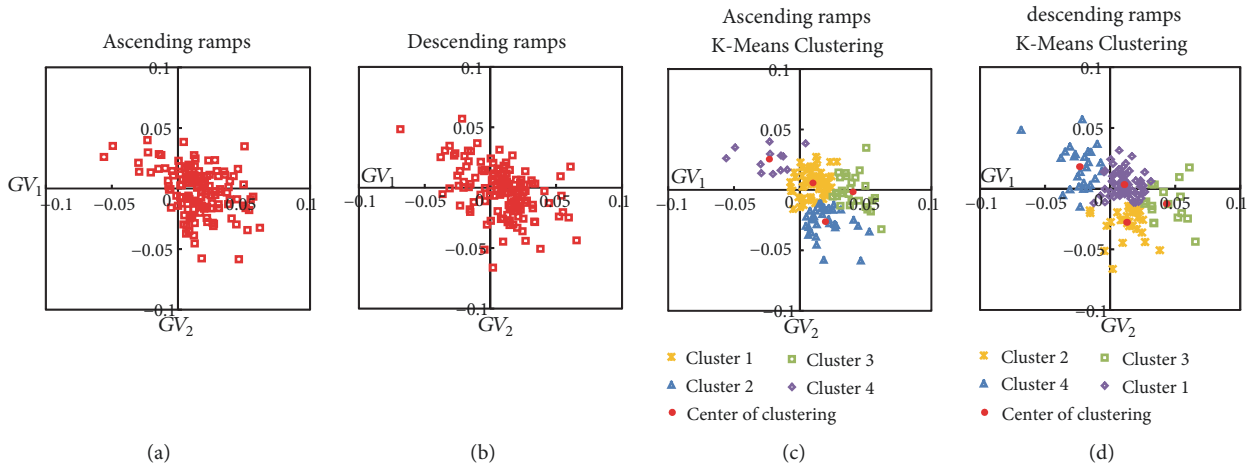 Ascending ramps
0.1
0.05
GV1
−0.1
−0.05
0
0.05
0.1
−0.05
−0.1
GV2
(a)
Descending ramps
0.1
0.05
GV1
−0.1
−0.05
0
0.05
0.1
−0.05
−0.1
GV2
(b)
Ascending ramps
K-Means Clustering
0.1
0.05
GV1
−0.1
−0.05
0
0.05
0.1
−0.05
−0.1
GV2
Cluster 1
Cluster 3
Cluster 2
Cluster 4
Center of clustering
(c)
descending ramps
K-Means Clustering
0.1
0.05
GV1
−0.1
−0.05
0
0.05
0.1
−0.05
−0.1
GV2
Cluster 2
Cluster 3
Cluster 4
Cluster 1
Center of clustering
(d)